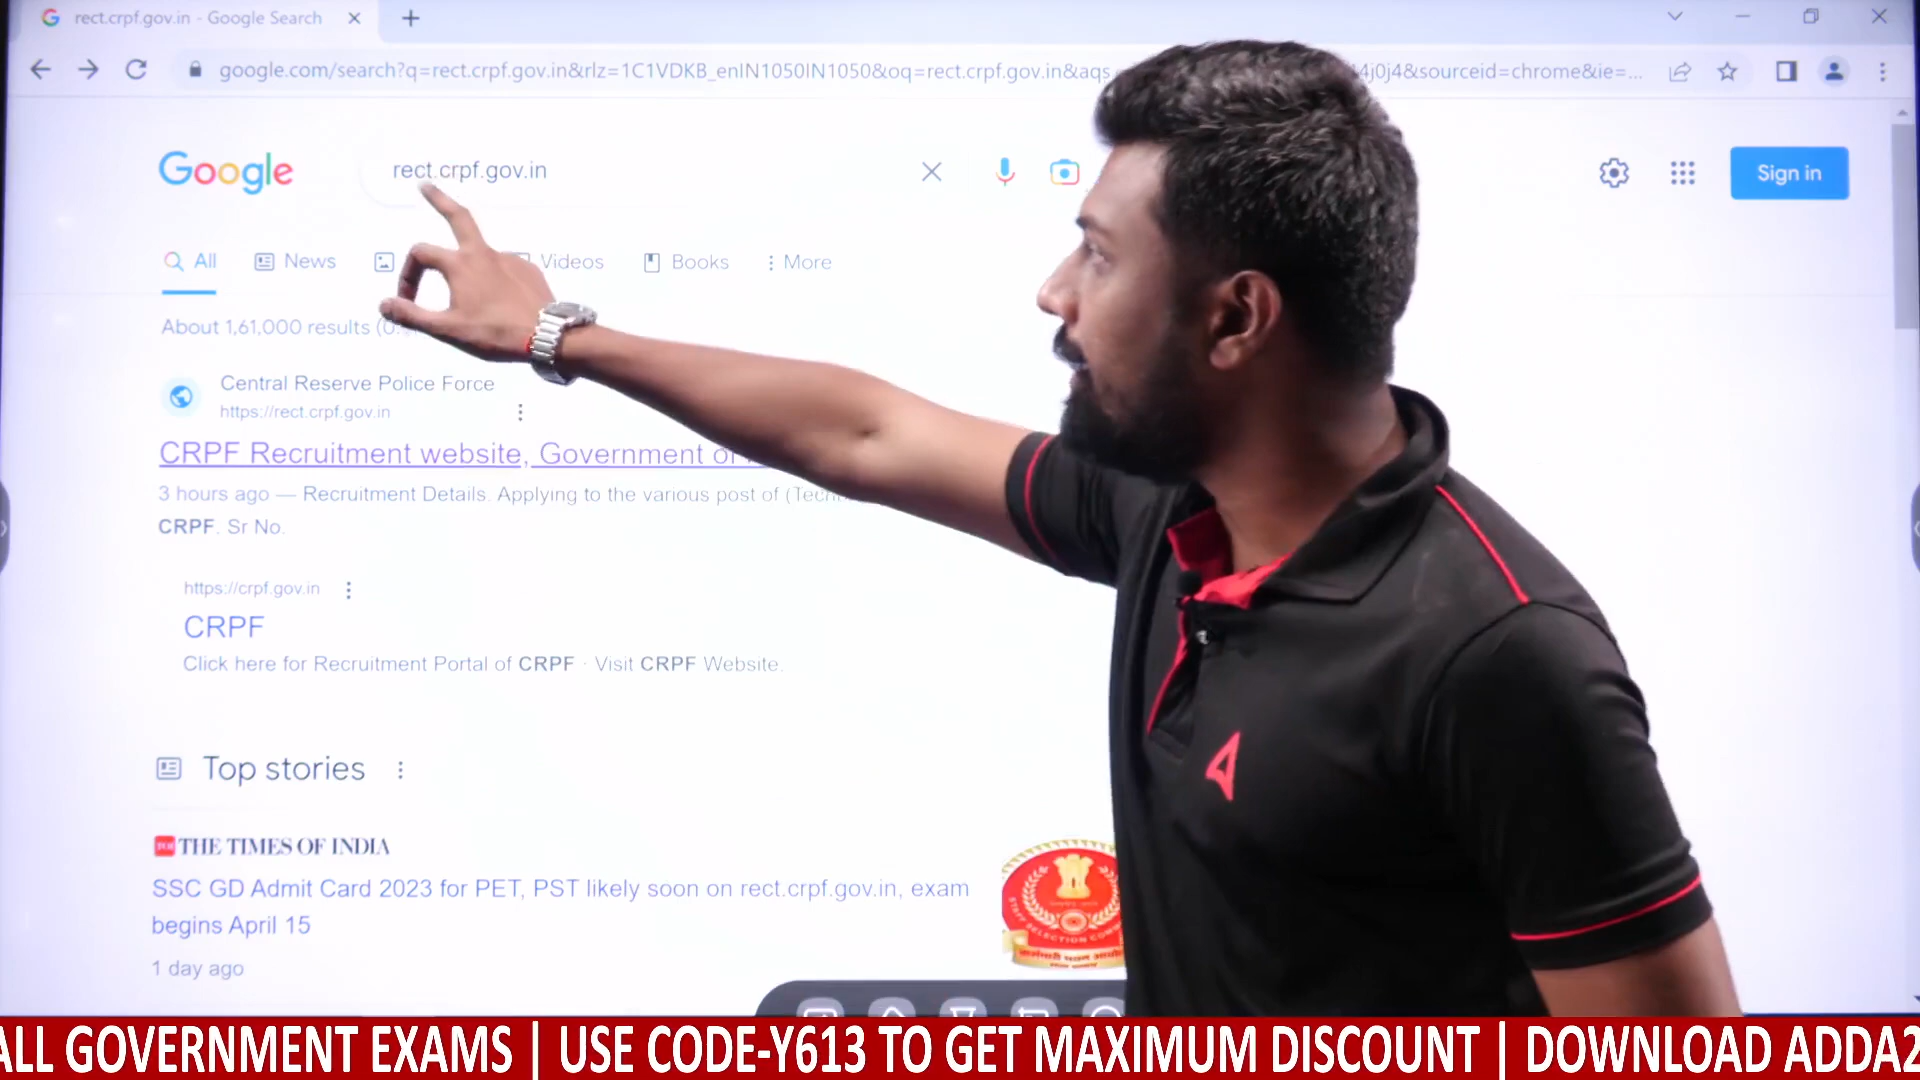 rect.crpf.gov.in - Google Search
google.com/search?q=rect.crpf.gov.in&rlz=1C1VDKB_enIN1050IN1050&oq=rect.crpf.gov.in&aqs 4j0j4&sourceid=chrome&ie=...
Google
rect.crpf.gov.in
Sign in
All News Videos Books More
About 1,61,000 results
Central Reserve Police Force
https://rect.crpf.gov.in
CRPF Recruitment website, Government of
3 hours ago — Recruitment Details. Applying to the various post of
CRPF. Sr No.
https://crpf.gov.in
CRPF
Click here for Recruitment Portal of CRPF · Visit CRPF Website.
Top stories
THE TIMES OF INDIA
SSC GD Admit Card 2023 for PET, PST likely soon on rect.crpf.gov.in, exam
begins April 15
1 day ago
ALL GOVERNMENT EXAMS | USE CODE-Y613 TO GET MAXIMUM DISCOUNT | DOWNLOAD ADDA2